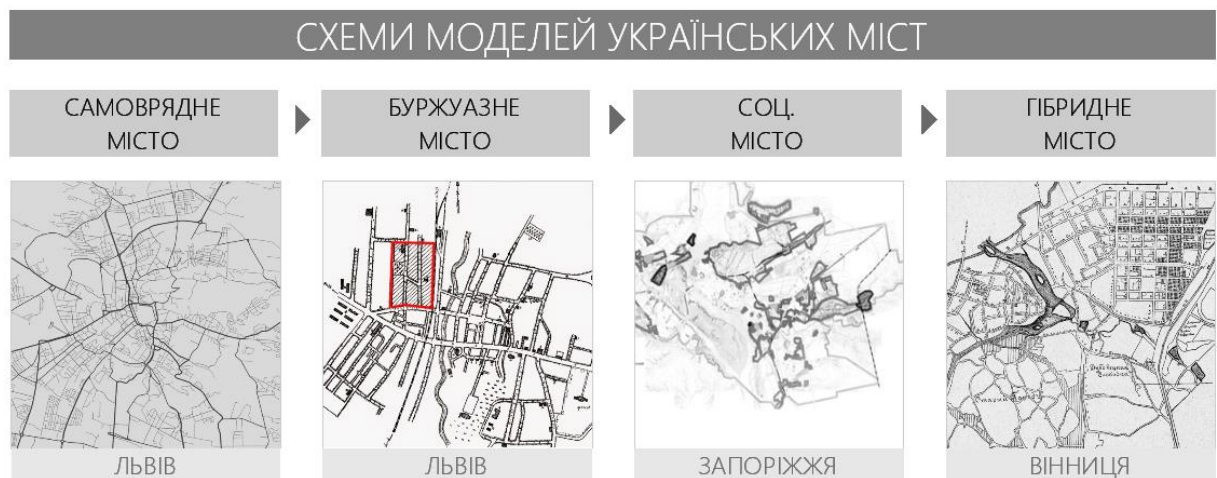 СХЕМИ МОДЕЛЕЙ УКРАЇНСЬКИХ МІСТ
САМОВРЯДНЕ
МІСТО
БУРЖУАЗНЕ
МІСТО
СОЦ.
МІСТО
ГІБРИДНЕ
МІСТО
ЛЬВІВ
ЛЬВІВ
ЗАПОРІЖЖЯ
ВІННИЦЯ